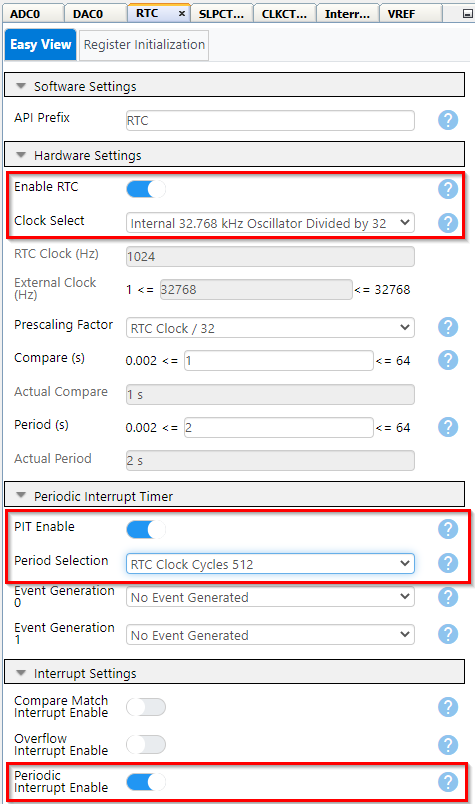 ADC0 DAC0 RTC × SLPCT... CLKCT... Interr... VREF
Easy View Register Initialization
Software Settings
API Prefix RTC ?
Hardware Settings
Enable RTC ?
Clock Select Internal 32.768 kHz Oscillator Divided by 32 ?
RTC Clock (Hz) 1024
External Clock
(Hz) 1 <= 32768 <= 32768
Prescaling Factor RTC Clock / 32 ?
Compare (s) 0.002 <= 1 <= 64 ?
Actual Compare 1 s
Period (s) 0.002 <= 2 <= 64 ?
Actual Period 2 s
Periodic Interrupt Timer
PIT Enable ?
Period Selection RTC Clock Cycles 512 ?
Event Generation
0 No Event Generated ?
Event Generation
1 No Event Generated ?
Interrupt Settings
Compare Match
Interrupt Enable ?
Overflow
Interrupt Enable ?
Periodic
Interrupt Enable ?